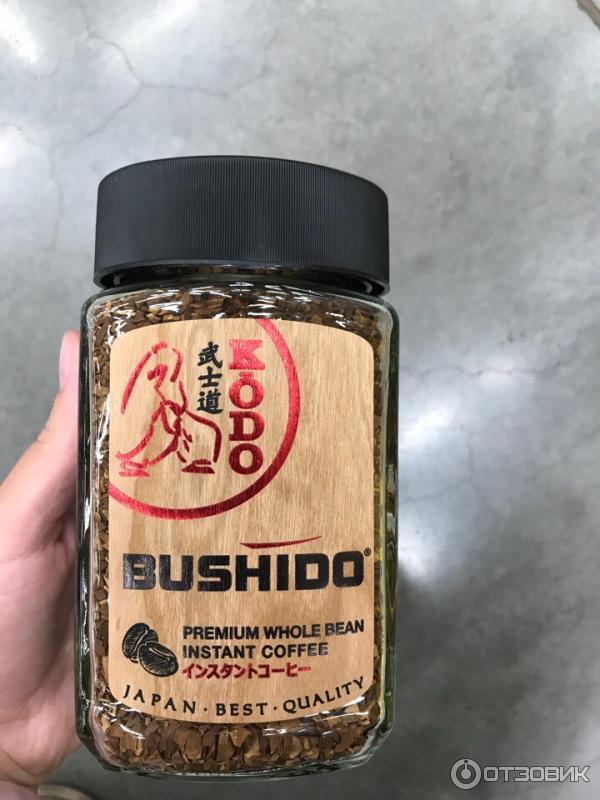 武士道
KŌDO
BUSHIDO®
PREMIUM WHOLE BEAN
INSTANT COFFEE
インスタントコーヒー
JAPAN · BEST · QUALITY
ОТЗОВИК